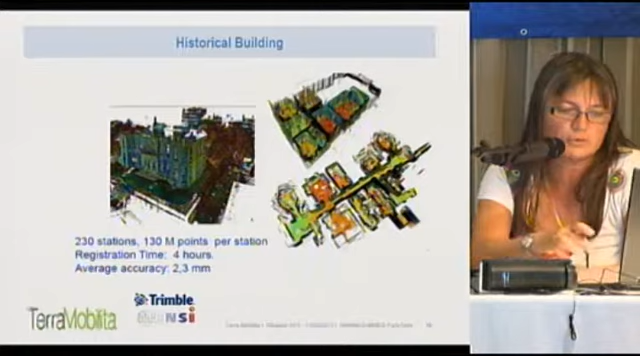 Historical Building
230 stations, 130 M points per station
Registration Time: 4 hours.
Average accuracy: 2,3 mm
TerraMobilita
Trimble
NSI